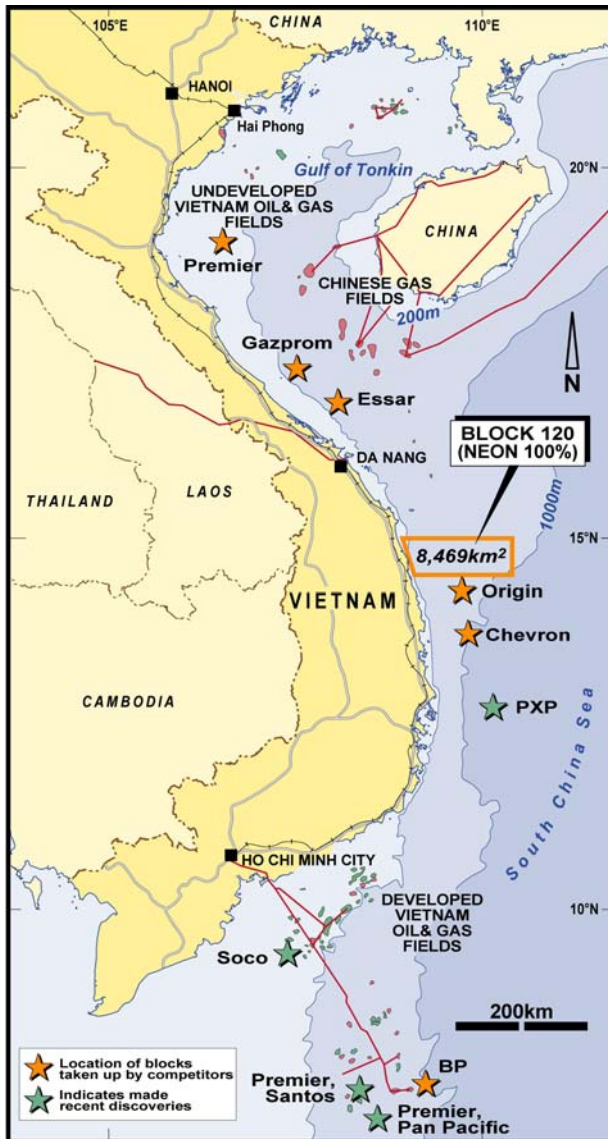 105°E
CHINA
110°E
HANOI
Hai Phong
20°N
Gulf of Tonkin
UNDEVELOPED
VIETNAM OIL& GAS
FIELDS
Premier
CHINA
CHINESE GAS
FIELDS
200m
Gazprom
Essar
N
BLOCK 120
(NEON 100%)
DA NANG
1000m
THAILAND
LAOS
15°N
8,469km²
Origin
VIETNAM
Chevron
CAMBODIA
PXP
South China Sea
HO CHI MINH CITY
DEVELOPED
VIETNAM
OIL& GAS
FIELDS
10°N
Soco
200km
Location of blocks
taken up by competitors
Indicates made
recent discoveries
BP
Premier,
Santos
Premier,
Pan Pacific